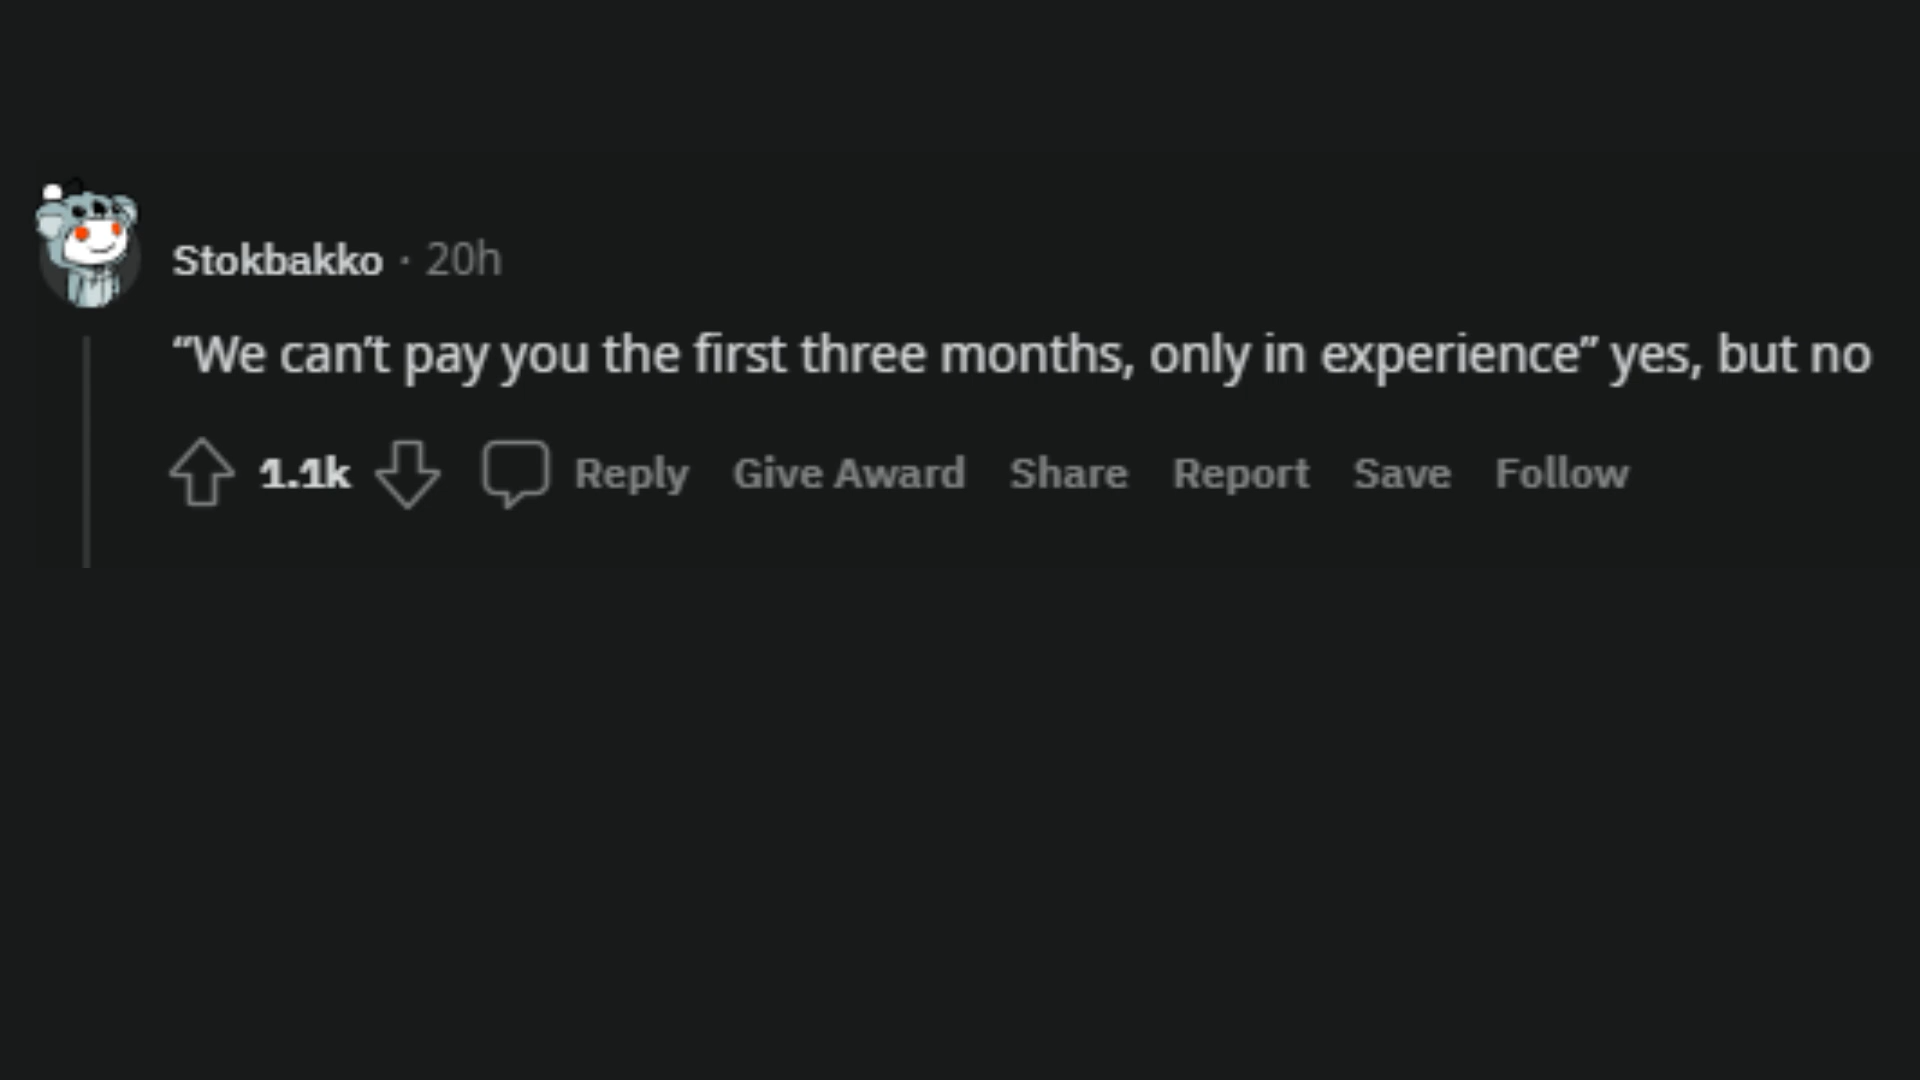 Stokbakko · 20h
“We can’t pay you the first three months, only in experience” yes, but no
1.1k Reply Give Award Share Report Save Follow